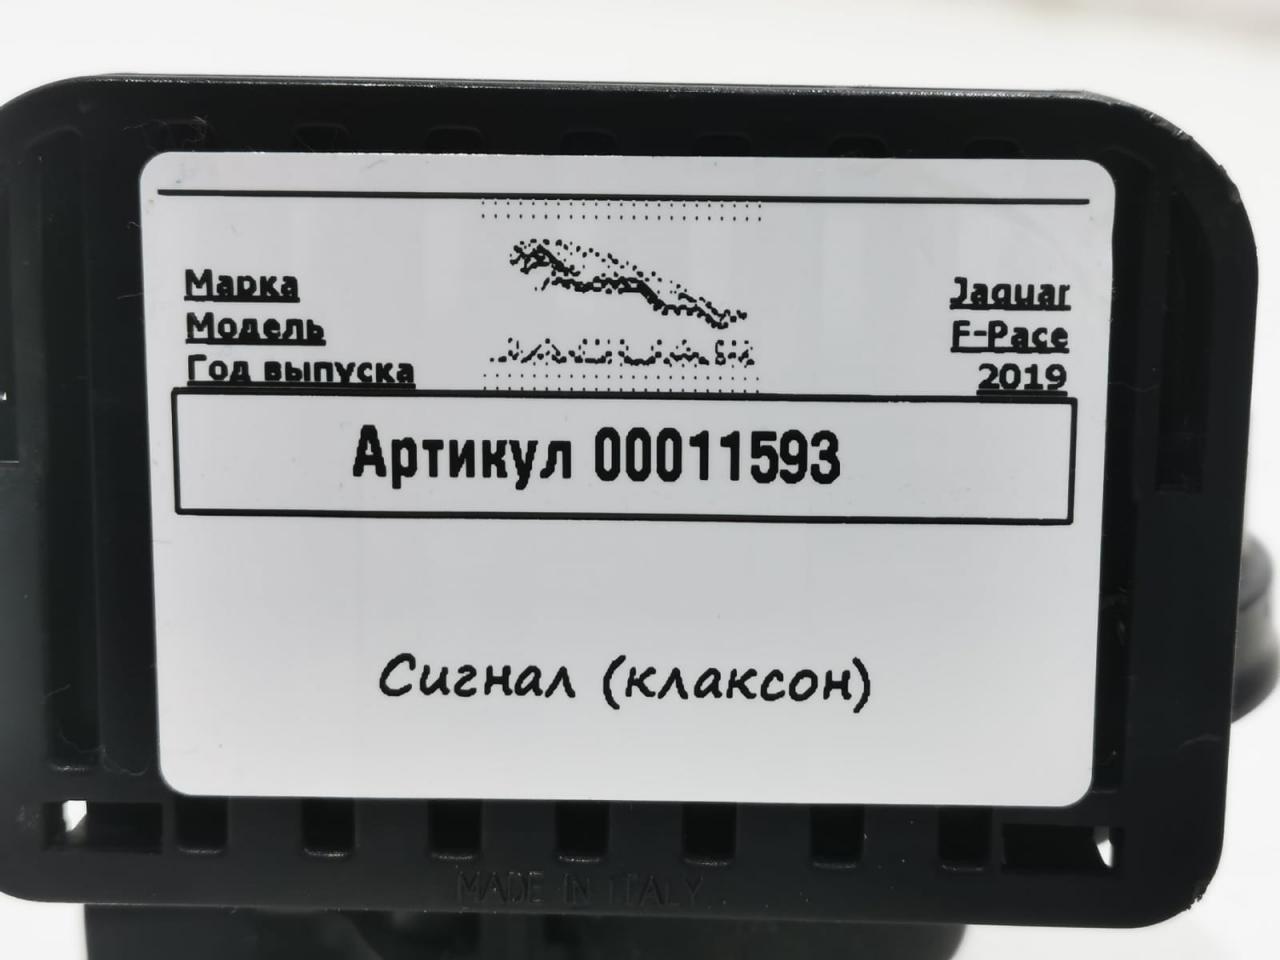 Марка Jaguar
Модель F-Pace
Год выпуска 2019
Артикул 00011593
Сигнал (клаксон)
MADE IN ITALY